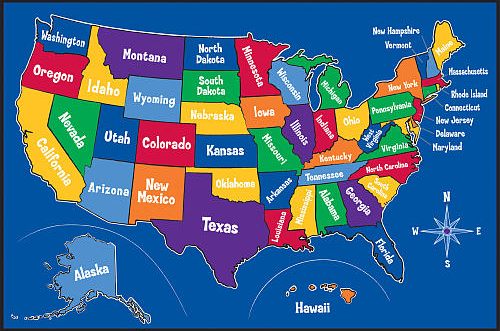 New Hampshire
Vermont
Washington
Montana
North
Dakota
Minnesota
Maine
Oregon
Idaho
Wyoming
South
Dakota
Wisconsin
Michigan
New York
Massachusetts
Rhode Island
Connecticut
New Jersey
Delaware
Maryland
Nebraska
Iowa
Pennsylvania
Nevada
Utah
Colorado
Kansas
Missouri
Illinois
Indiana
Ohio
West
Virginia
Virginia
Kentucky
California
Arizona
New
Mexico
Oklahoma
Arkansas
Tennessee
North Carolina
South
Carolina
Texas
Louisiana
Mississippi
Alabama
Georgia
Florida
N
W
E
S
Alaska
Hawaii